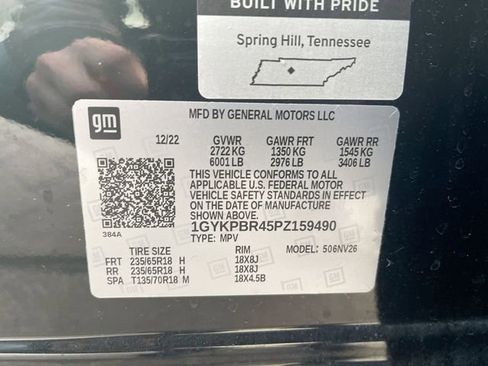 BUILT WITH PRIDE
Spring Hill, Tennessee
gm
MFD BY GENERAL MOTORS LLC
12/22 GVWR GAWR FRT GAWR RR
2722 KG 1350 KG 1545 KG
6001 LB 2976 LB 3406 LB
THIS VEHICLE CONFORMS TO ALL
APPLICABLE U.S. FEDERAL MOTOR
VEHICLE SAFETY STANDARDS IN EFFECT
ON THE DATE OF MANUFACTURE
SHOWN ABOVE.
1GYKPBR45PZ159490
TYPE: MPV
384A
TIRE SIZE RIM MODEL: 506NV26
FRT 235/65R18 H 18X8J
RR 235/65R18 H 18X8J
SPA T135/70R18 M 18X4.5B